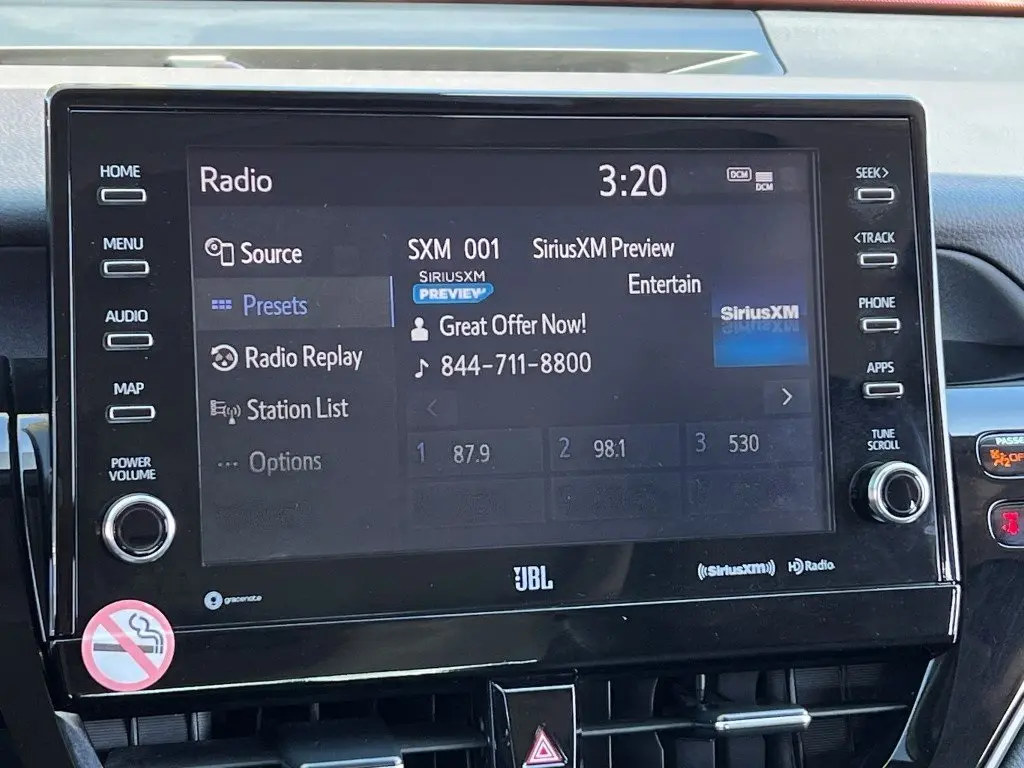 HOME
MENU
AUDIO
MAP
POWER
VOLUME
Radio
3:20
DCM
DCM
Source
Presets
Radio Replay
Station List
Options
SXM 001 SiriusXM Preview
SIRIUSXM
PREVIEW
Entertain
SiriusXM
Great Offer Now!
844-711-8800
1 87.9
2 98.1
3 530
SEEK>
<TRACK
PHONE
APPS
TUNE
SCROLL
gracenote
JBL
((SiriusXM))
HD Radio